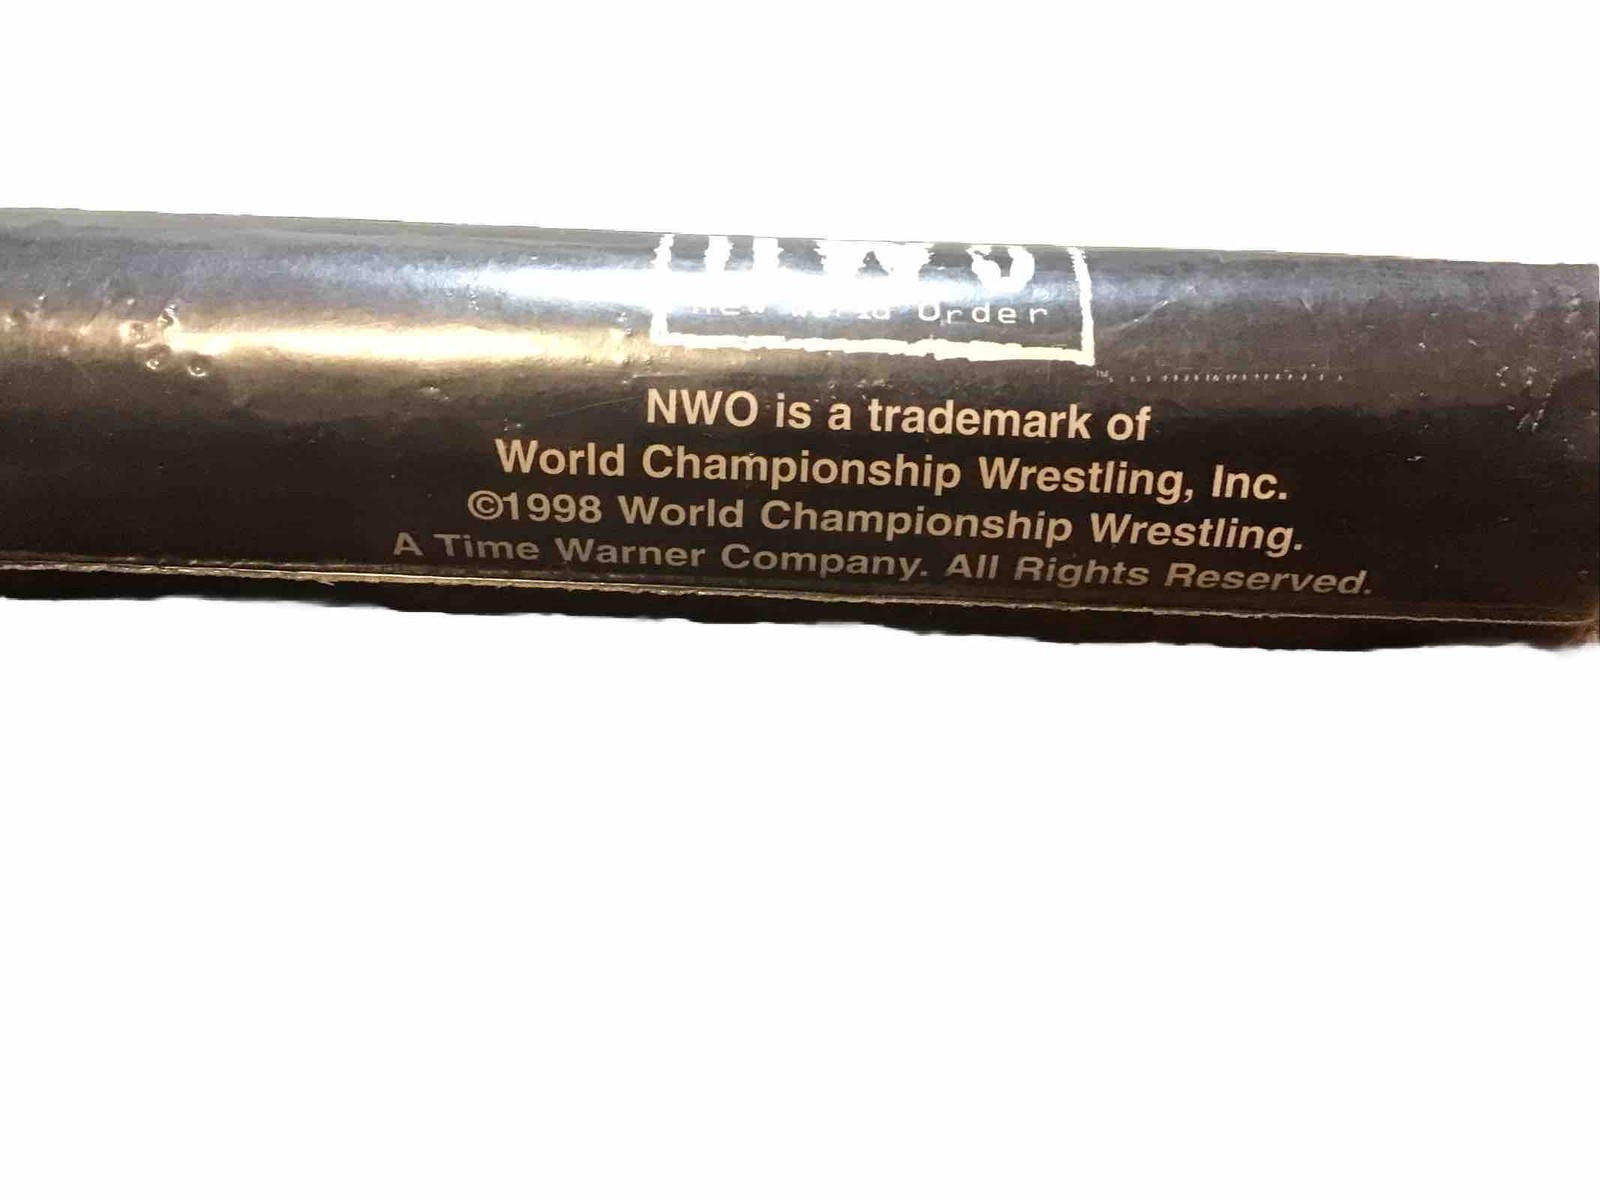 New World Order
™
NWO is a trademark of
World Championship Wrestling, Inc.
©1998 World Championship Wrestling.
A Time Warner Company. All Rights Reserved.